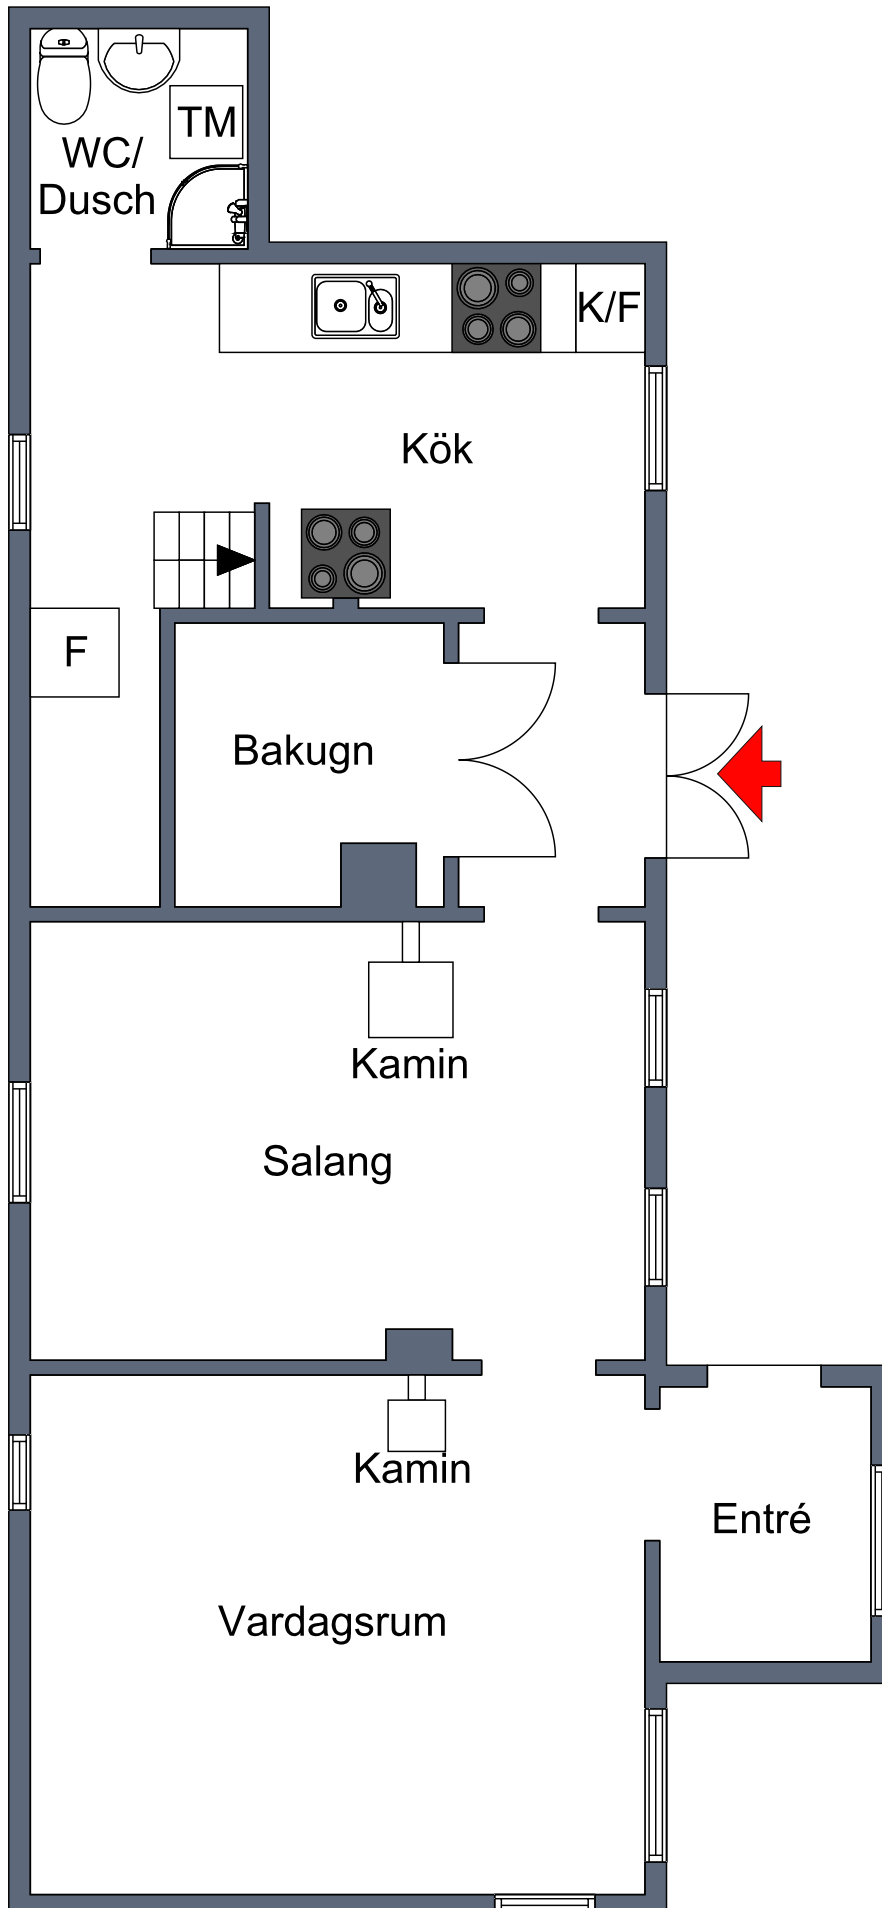 TM
WC/
Dusch
K/F
Kök
F
Bakugn
Kamin
Salang
Kamin
Entré
Vardagsrum